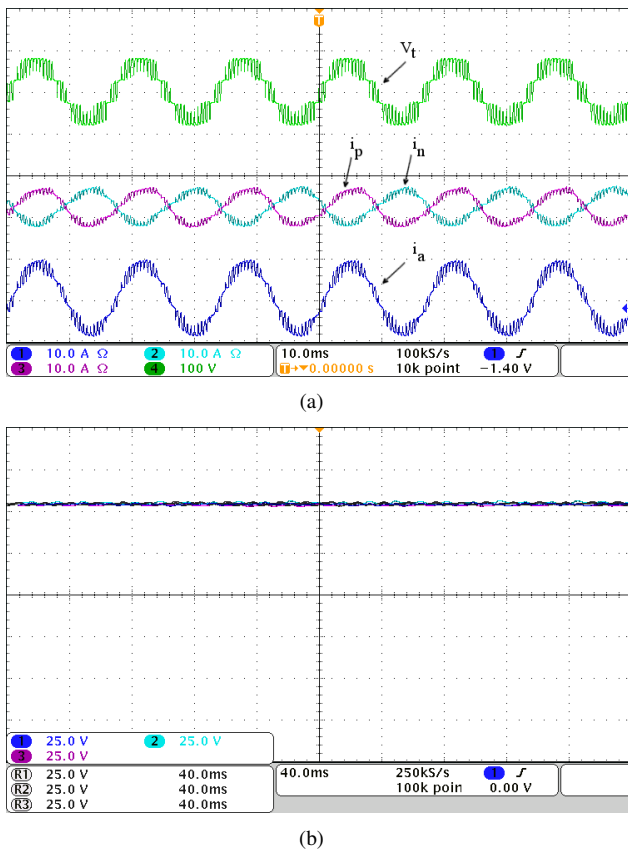 T
V_t
i_p i_n
i_a
1 10.0 A Ω 2 10.0 A Ω 10.0ms 100kS/s 1
3 10.0 A Ω 4 100 V T→▼0.00000 s 10k point −1.40 V
(a)
1 25.0 V 2 25.0 V
3 25.0 V
R1 25.0 V 40.0ms 40.0ms 250kS/s 1
R2 25.0 V 40.0ms 100k poin 0.00 V
R3 25.0 V 40.0ms
(b)